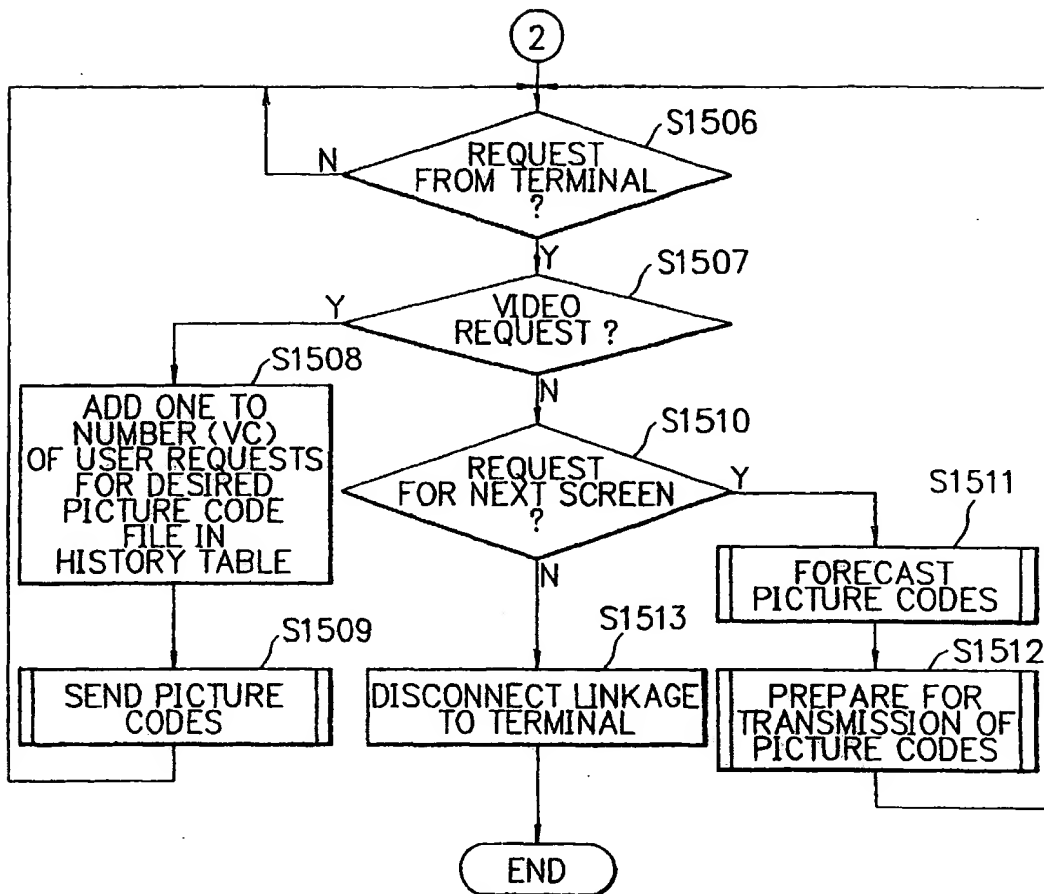 2
S1506
REQUEST
FROM TERMINAL
?
N
Y
S1507
VIDEO
REQUEST ?
Y
N
S1508
ADD ONE TO
NUMBER (VC)
OF USER REQUESTS
FOR DESIRED
PICTURE CODE
FILE IN
HISTORY TABLE
S1510
REQUEST
FOR NEXT SCREEN
?
Y
N
S1511
FORECAST
PICTURE CODES
S1509
SEND PICTURE
CODES
S1513
DISCONNECT LINKAGE
TO TERMINAL
S1512
PREPARE FOR
TRANSMISSION OF
PICTURE CODES
END